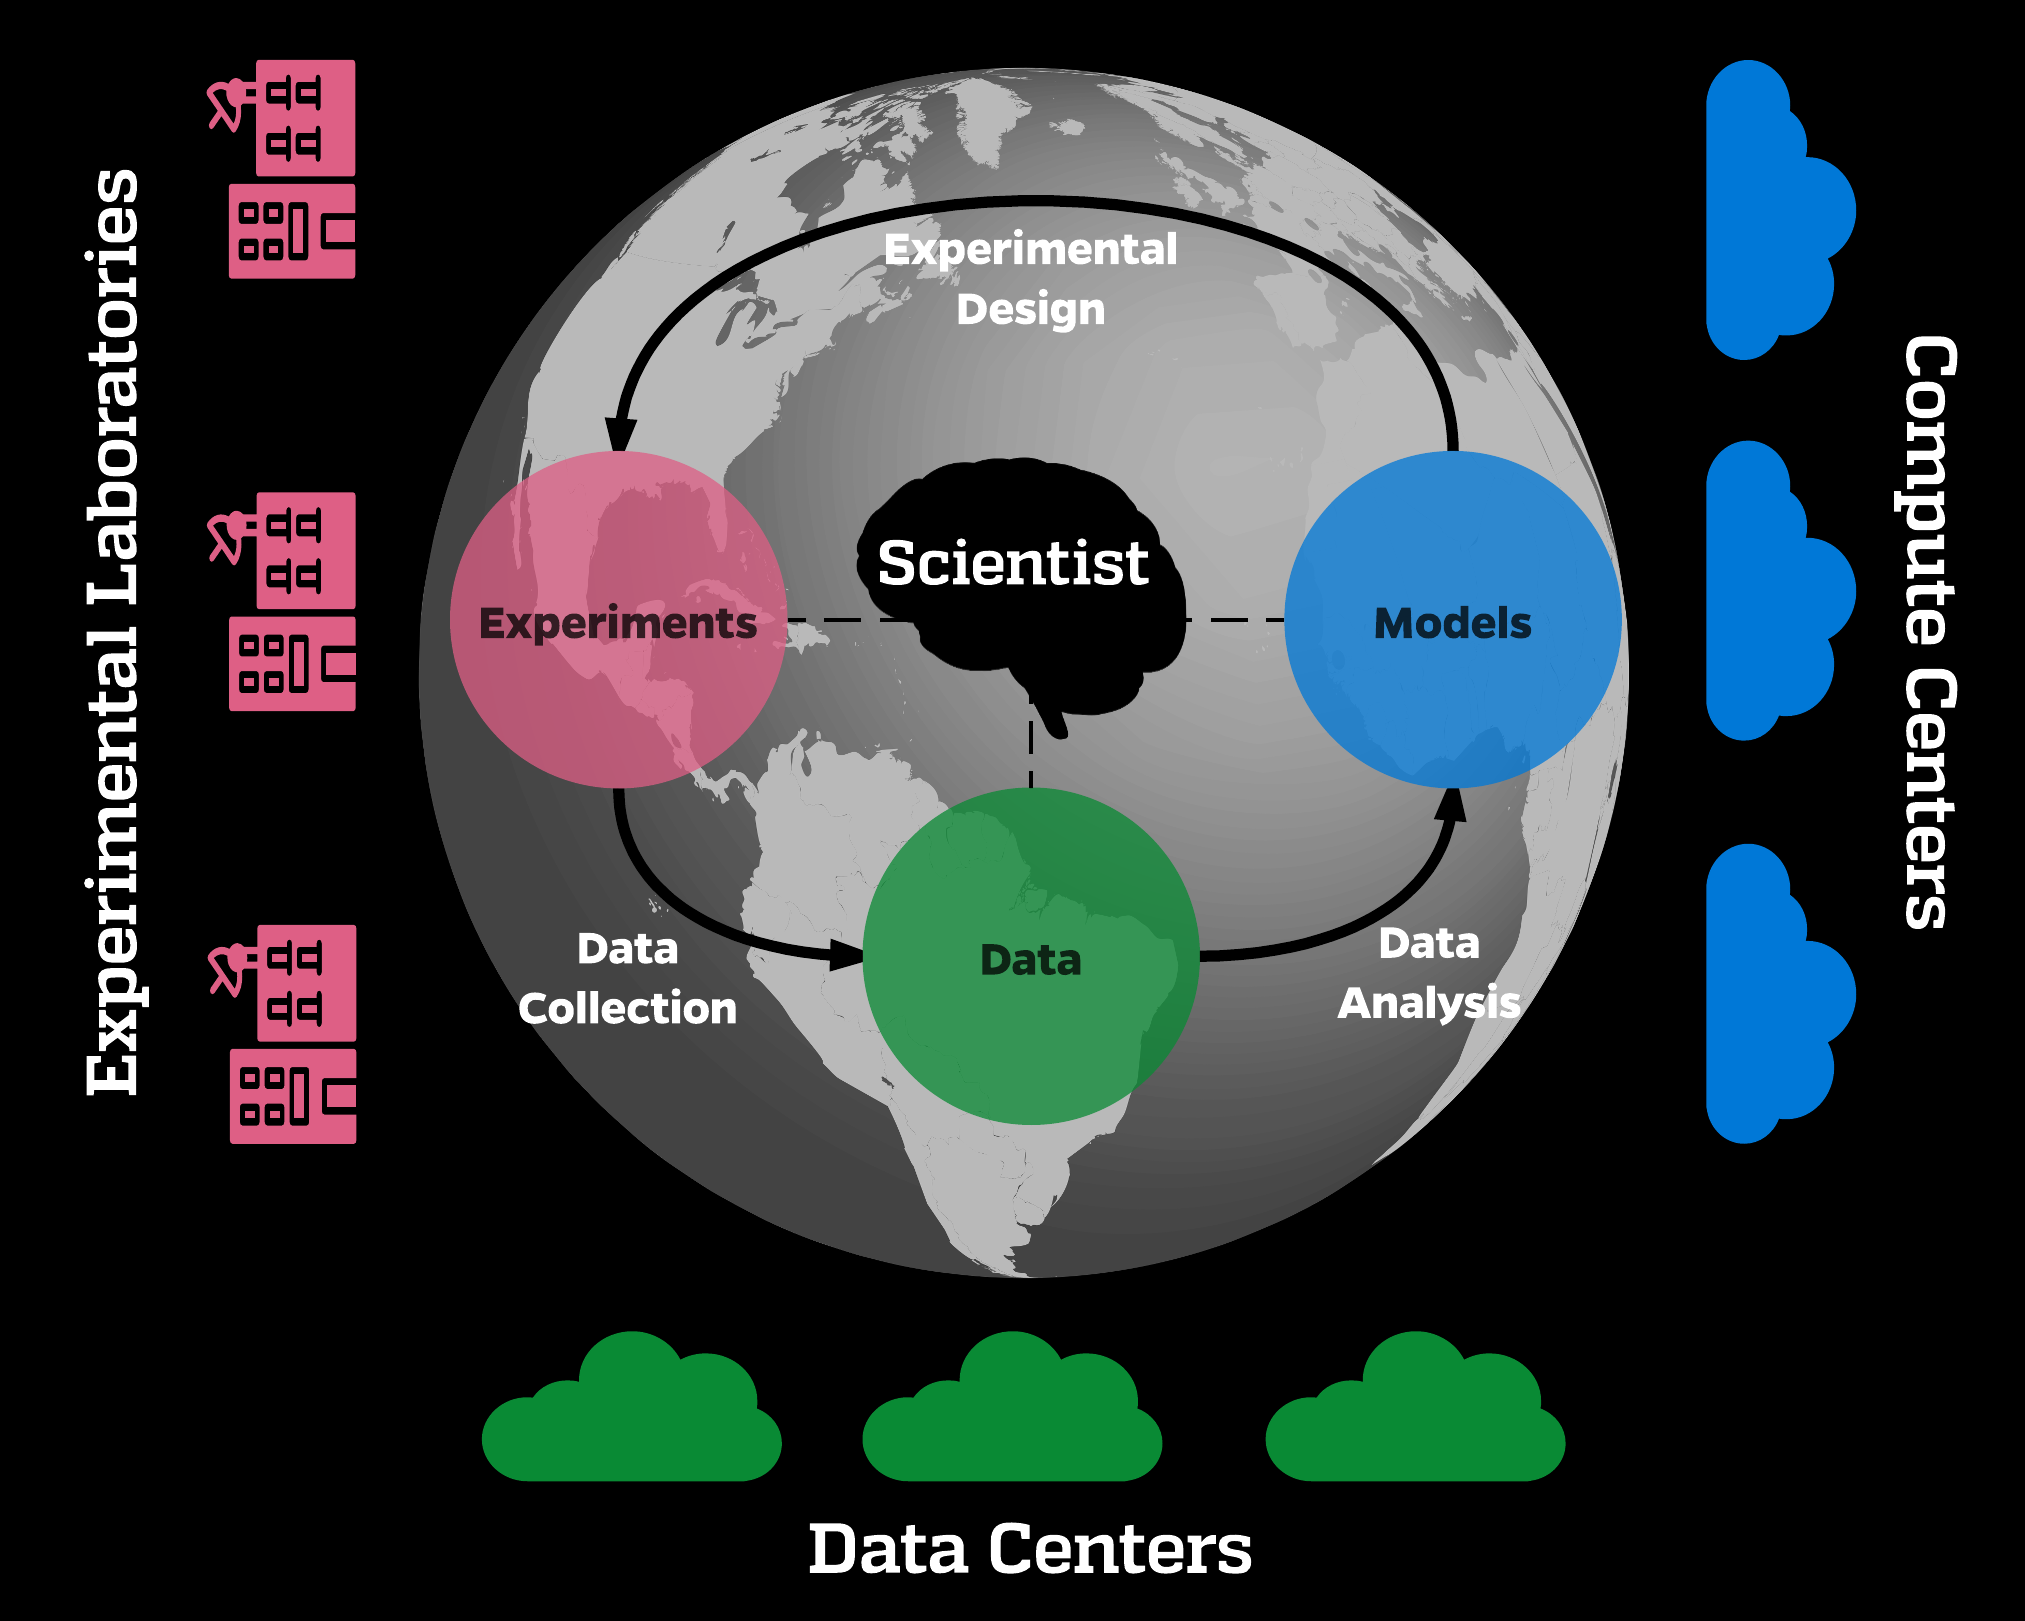 Experimental Laboratories
Experimental
Design
Scientist
Experiments
Models
Data
Data
Collection
Data
Analysis
Compute Centers
Data Centers